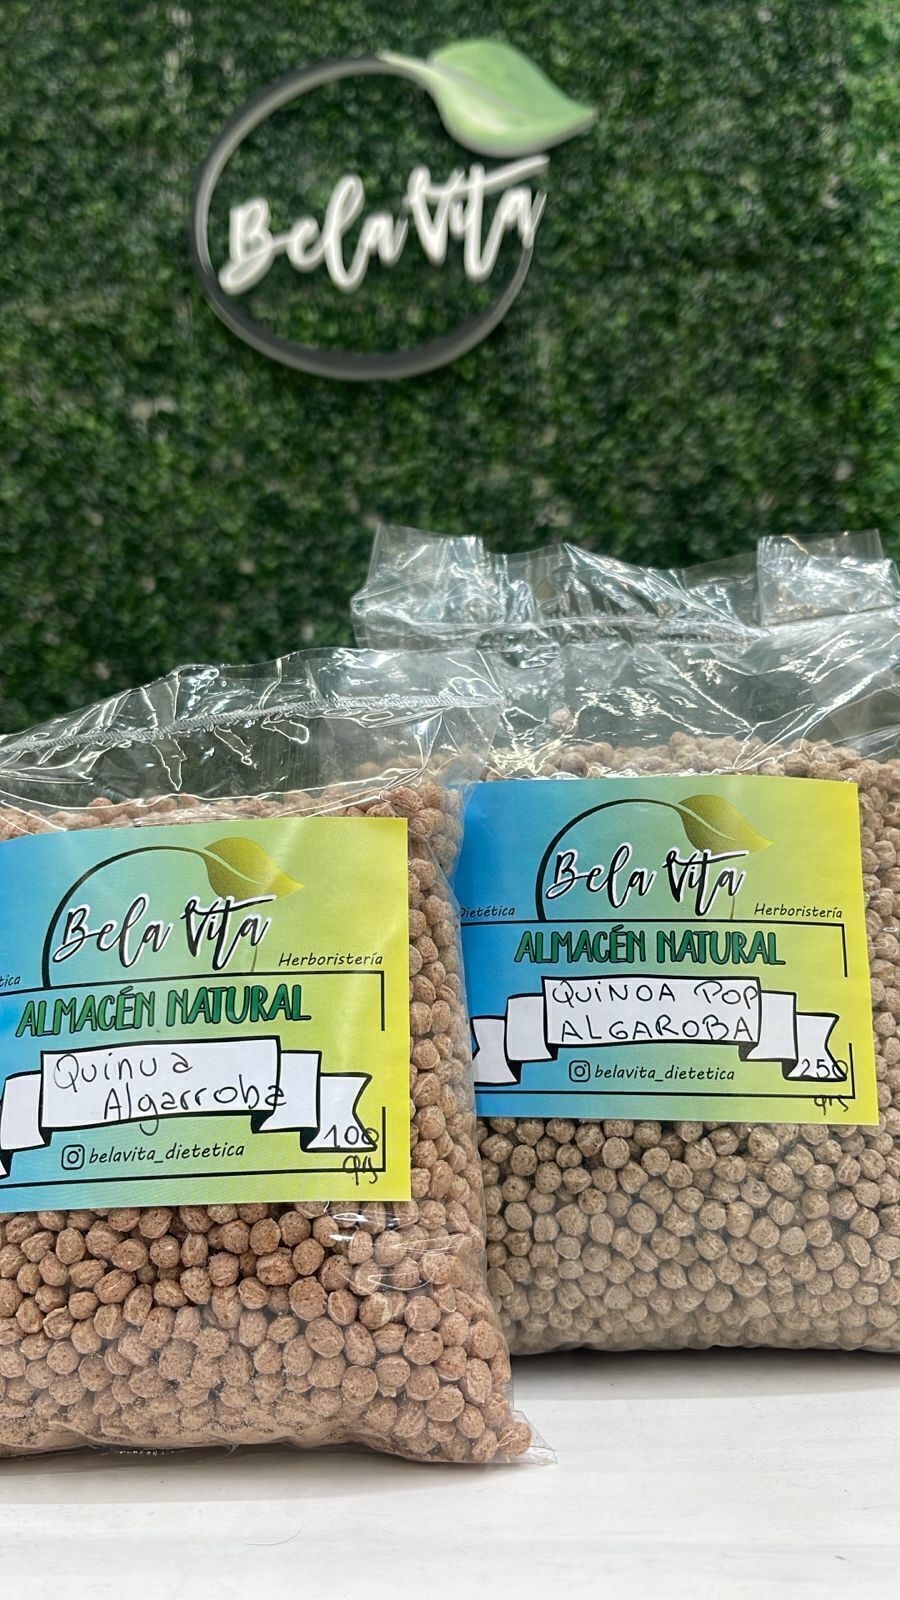 Bela Vita
Bela Vita
tica
Herboristería
ALMACÉN NATURAL
Quinua
Algarroba
100
grs
belavita_dietetica
Bela Vita
Dietética
Herboristería
ALMACÉN NATURAL
QUINOA POP
ALGAROBA
250
grs
belavita_dietetica